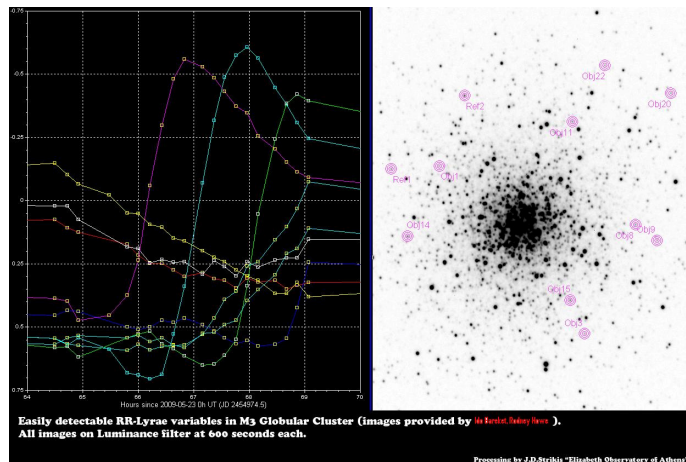 -0.75
-0.5
-0.25
0
0.25
0.5
0.75
64 65 66 67 68 69 70
Hours since 2009-05-23 0h UT (JD 2454974.5)
Obj22
Obj20
Ref2
Obj11
Ref1
Obj1
Obj14
Obj8
Obj9
Obj15
Obj3
Easily detectable RR-Lyrae variables in M3 Globular Cluster (images provided by Rodney Howe ).
All images on Luminance filter at 600 seconds each.
Processing by J.D.Strikis "Elizabeth Observatory of Athens"